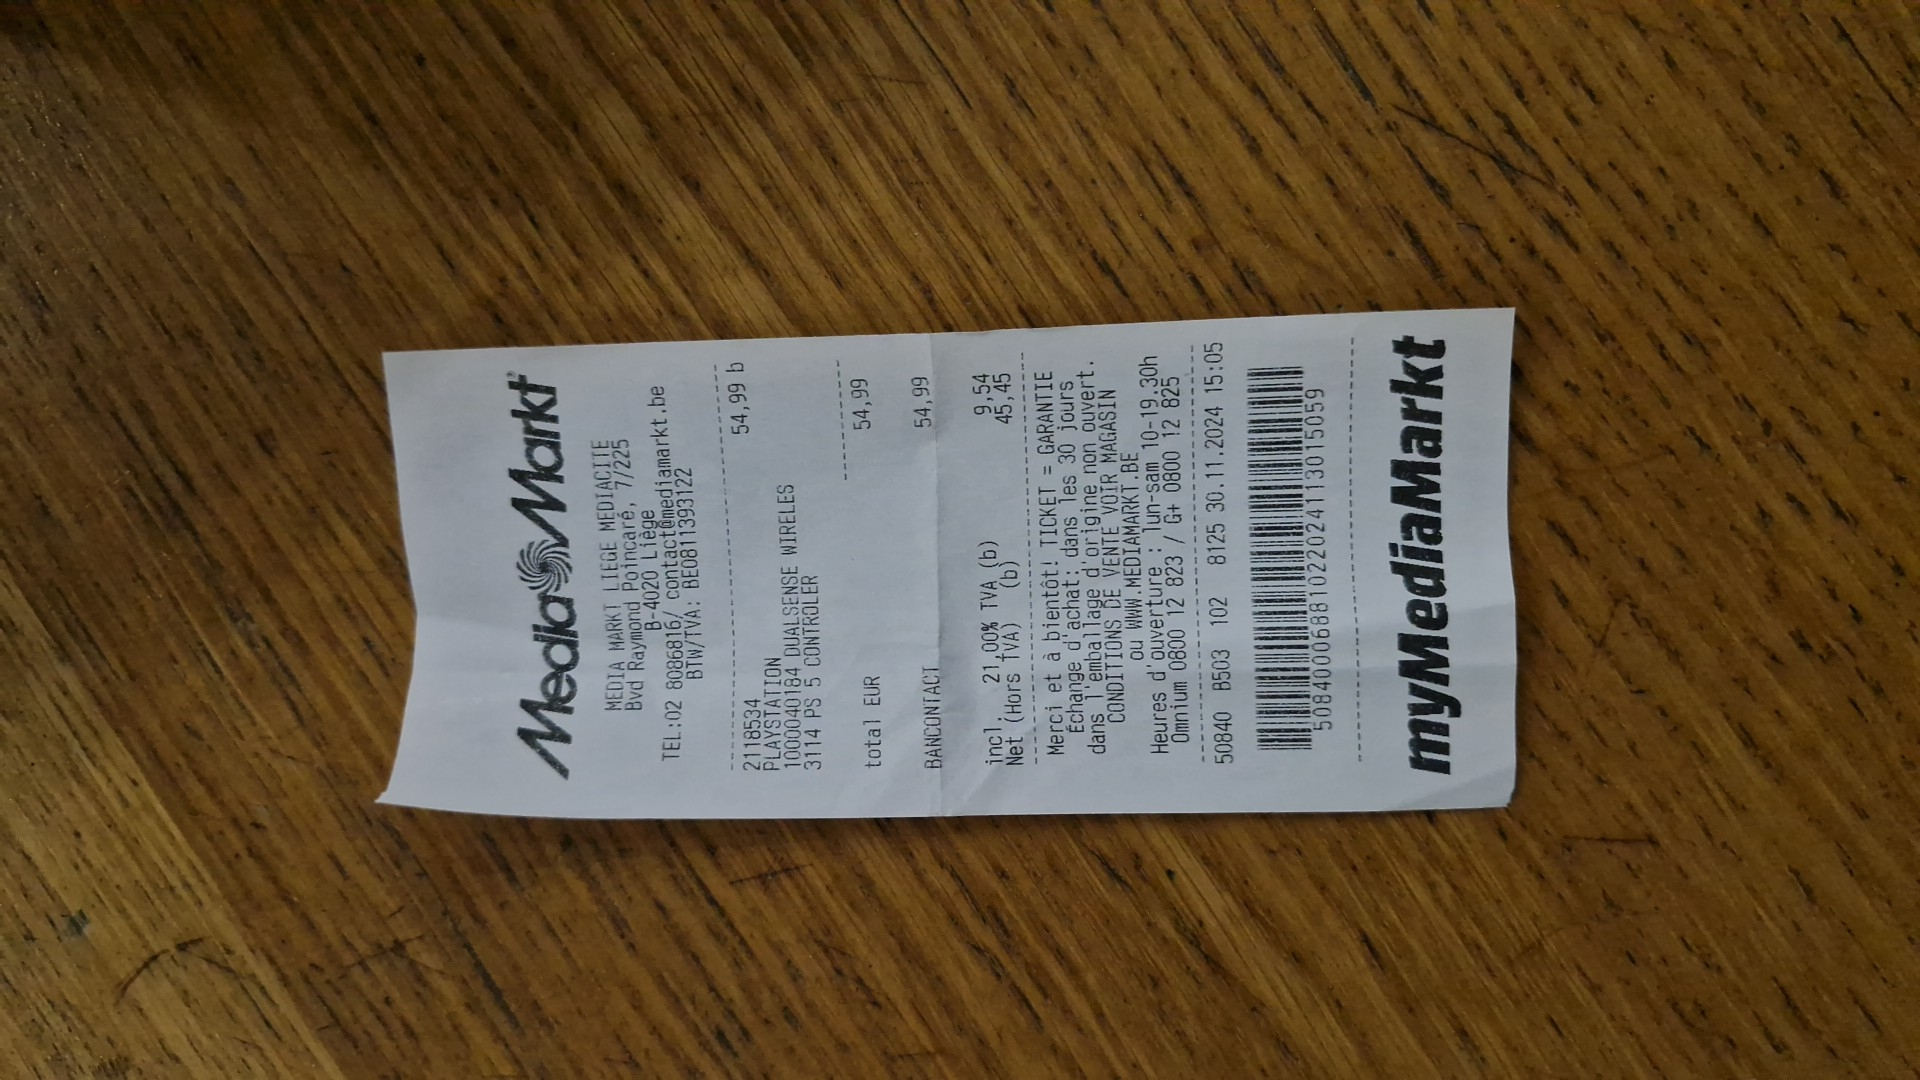 Media Markt
MEDIA MARKT LIEGE MEDIACITE
Bvd Raymond Poincaré, 7/225
B-4020 Liège
TEL:02 8086816/ contact@mediamarkt.be
BTW/TVA: BE0811393122
2118534 54,99 b
PLAYSTATION
1000040184 DUALSENSE WIRELES
3114 PS 5 CONTROLER
total EUR 54,99
BANCONTACT 54,99
incl. 21,00% TVA (b) 9,54
Net (Hors TVA) (b) 45,45
Merci et à bientôt! TICKET = GARANTIE
Échange d'achat: dans les 30 jours
dans l'emballage d'origine non ouvert.
CONDITIONS DE VENTE VOIR MAGASIN
ou WWW.MEDIAMARKT.BE
Heures d'ouverture : lun-sam 10-19.30h
Omnium 0800 12 823 / G+ 0800 12 825
50840 B503 102 8125 30.11.2024 15:05
5084000688102202411301 5059
myMediaMarkt